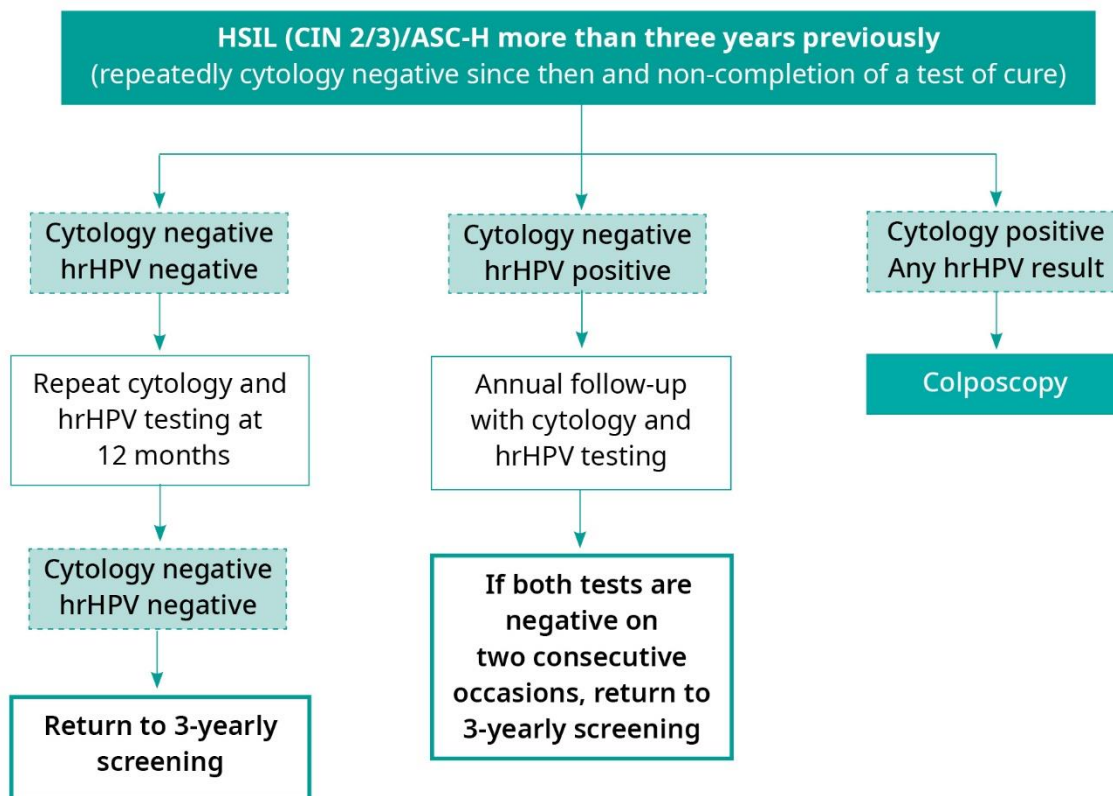 HSIL (CIN 2/3)/ASC-H more than three years previously
(repeatedly cytology negative since then and non-completion of a test of cure)
Cytology negative
hrHPV negative
Repeat cytology and
hrHPV testing at
12 months
Cytology negative
hrHPV negative
Return to 3-yearly
screening
Cytology negative
hrHPV positive
Annual follow-up
with cytology and
hrHPV testing
If both tests are
negative on
two consecutive
occasions, return to
3-yearly screening
Cytology positive
Any hrHPV result
Colposcopy